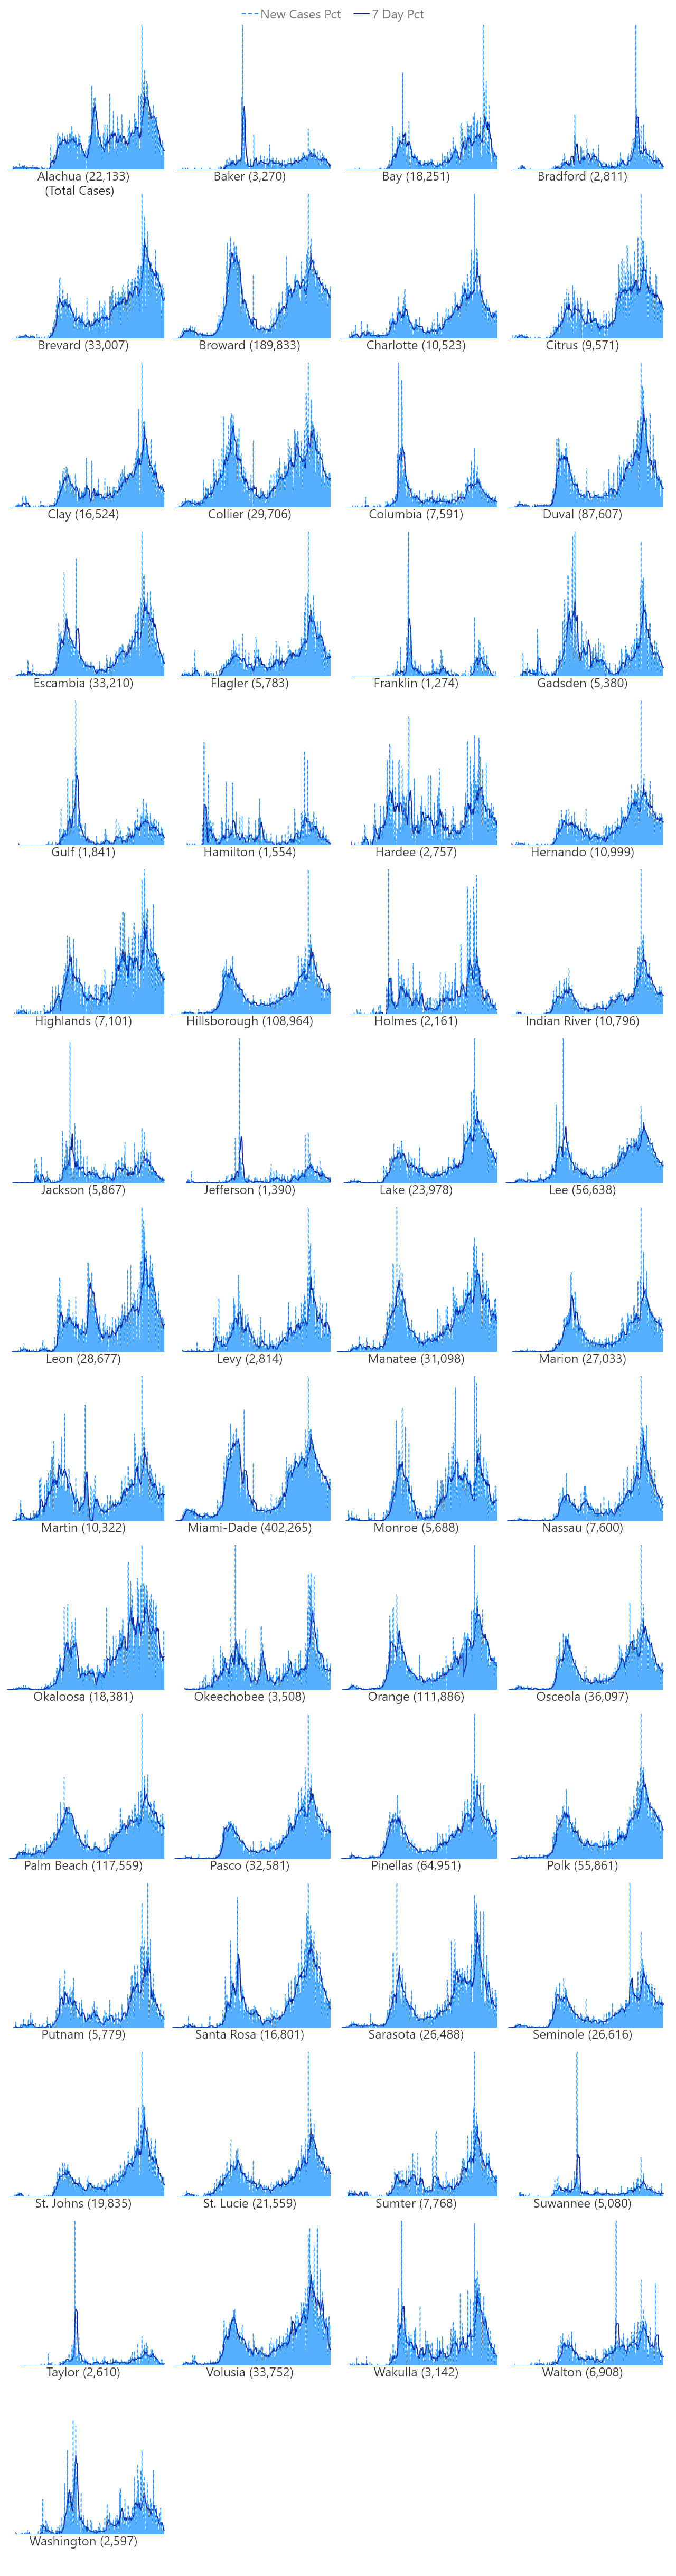 New Cases Pct 7 Day Pct
Alachua (22,133) Baker (3,270) Bay (18,251) Bradford (2,811)
(Total Cases)
Brevard (33,007) Broward (189,833) Charlotte (10,523) Citrus (9,571)
Clay (16,524) Collier (29,706) Columbia (7,591) Duval (87,607)
Escambia (33,210) Flagler (5,783) Franklin (1,274) Gadsden (5,380)
Gulf (1,841) Hamilton (1,554) Hardee (2,757) Hernando (10,999)
Highlands (7,101) Hillsborough (108,964) Holmes (2,161) Indian River (10,796)
Jackson (5,867) Jefferson (1,390) Lake (23,978) Lee (56,638)
Leon (28,677) Levy (2,814) Manatee (31,098) Marion (27,033)
Martin (10,322) Miami-Dade (402,265) Monroe (5,688) Nassau (7,600)
Okaloosa (18,381) Okeechobee (3,508) Orange (111,886) Osceola (36,097)
Palm Beach (117,559) Pasco (32,581) Pinellas (64,951) Polk (55,861)
Putnam (5,779) Santa Rosa (16,801) Sarasota (26,488) Seminole (26,616)
St. Johns (19,835) St. Lucie (21,559) Sumter (7,768) Suwannee (5,080)
Taylor (2,610) Volusia (33,752) Wakulla (3,142) Walton (6,908)
Washington (2,597)